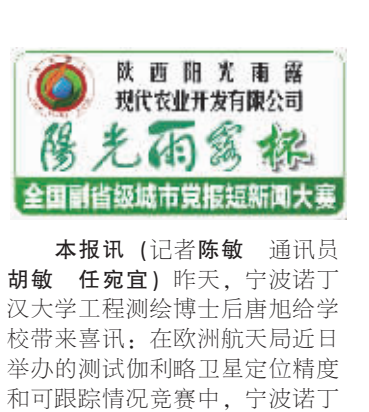 陕西阳光雨露
现代农业开发有限公司
陽光雨露杯
全国副省级城市党报短新闻大赛
本报讯（记者陈敏　通讯员
胡敏　任宛宜）昨天，宁波诺丁
汉大学工程测绘博士后唐旭给学
校带来喜讯：在欧洲航天局近日
举办的测试伽利略卫星定位精度
和可跟踪情况竞赛中，宁波诺丁